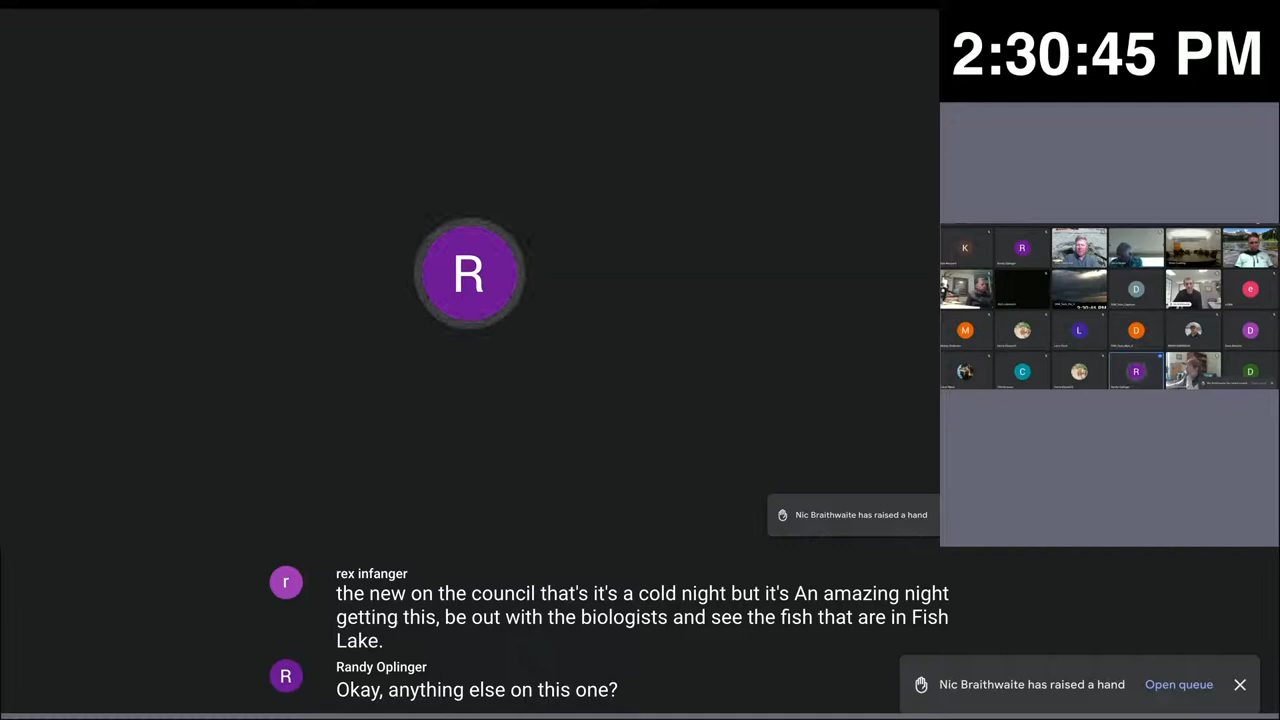 2:30:45 PM
K
R
D
e
M
L
D
D
C
R
D
R
Nic Braithwaite has raised a hand
rex infanger
r
the new on the council that's it's a cold night but it's An amazing night
getting this, be out with the biologists and see the fish that are in Fish
Lake.
Randy Oplinger
R
Okay, anything else on this one?
Nic Braithwaite has raised a hand Open queue